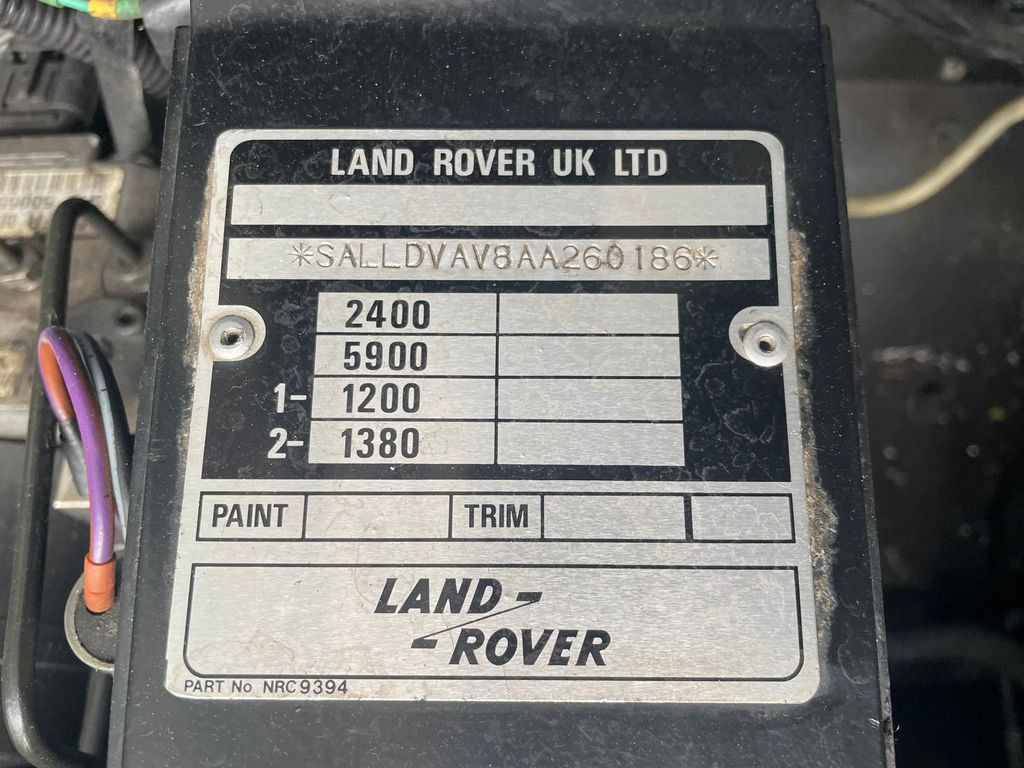 LAND ROVER UK LTD
*SALLDVAV8AA260186*
2400
5900
1- 1200
2- 1380
PAINT TRIM
LAND-
-ROVER
PART No NRC9394